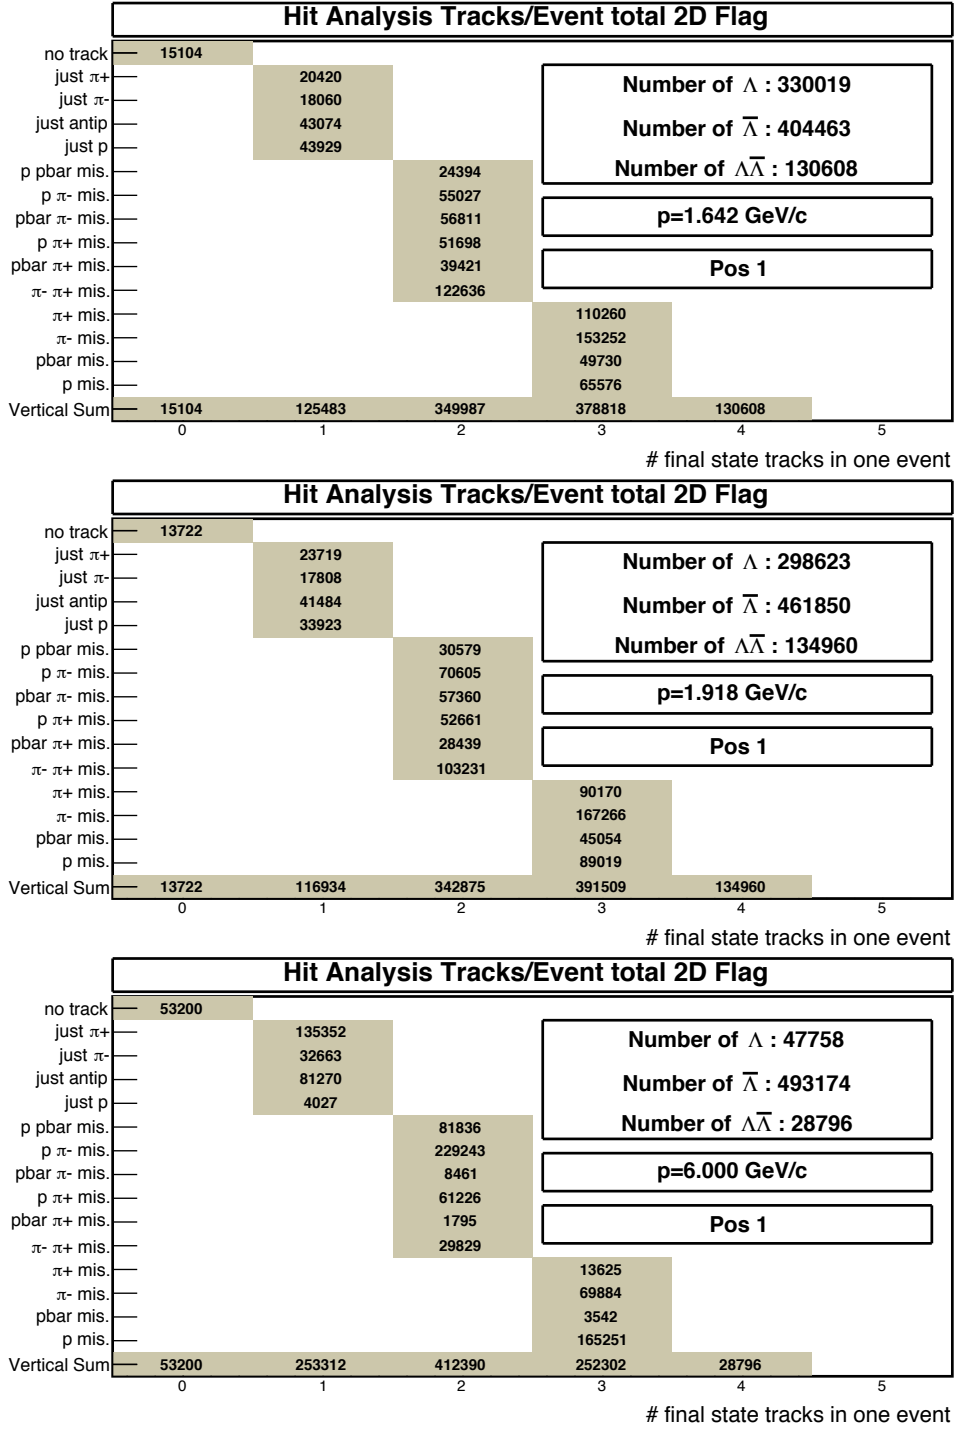 Hit Analysis Tracks/Event total 2D Flag
no track 15104
just π+ 20420
just π- 18060
just antip 43074
just p 43929
p pbar mis. 24394
p π- mis. 55027
pbar π- mis. 56811
p π+ mis. 51698
pbar π+ mis. 39421
π- π+ mis. 122636
π+ mis. 110260
π- mis. 153252
pbar mis. 49730
p mis. 65576
Vertical Sum 15104 125483 349987 378818 130608
0 1 2 3 4 5
# final state tracks in one event
Number of Λ : 330019
Number of Λ̅ : 404463
Number of ΛΛ̅ : 130608
p=1.642 GeV/c
Pos 1
Hit Analysis Tracks/Event total 2D Flag
no track 13722
just π+ 23719
just π- 17808
just antip 41484
just p 33923
p pbar mis. 30579
p π- mis. 70605
pbar π- mis. 57360
p π+ mis. 52661
pbar π+ mis. 28439
π- π+ mis. 103231
π+ mis. 90170
π- mis. 167266
pbar mis. 45054
p mis. 89019
Vertical Sum 13722 116934 342875 391509 134960
0 1 2 3 4 5
# final state tracks in one event
Number of Λ : 298623
Number of Λ̅ : 461850
Number of ΛΛ̅ : 134960
p=1.918 GeV/c
Pos 1
Hit Analysis Tracks/Event total 2D Flag
no track 53200
just π+ 135352
just π- 32663
just antip 81270
just p 4027
p pbar mis. 81836
p π- mis. 229243
pbar π- mis. 8461
p π+ mis. 61226
pbar π+ mis. 1795
π- π+ mis. 29829
π+ mis. 13625
π- mis. 69884
pbar mis. 3542
p mis. 165251
Vertical Sum 53200 253312 412390 252302 28796
0 1 2 3 4 5
# final state tracks in one event
Number of Λ : 47758
Number of Λ̅ : 493174
Number of ΛΛ̅ : 28796
p=6.000 GeV/c
Pos 1